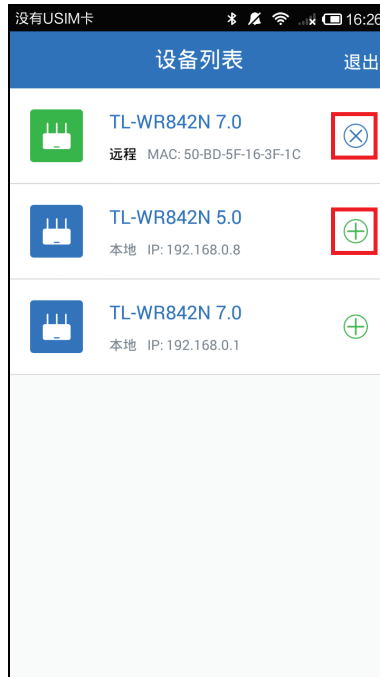 没有USIM卡 16:26
设备列表 退出
TL-WR842N 7.0
远程 MAC: 50-BD-5F-16-3F-1C
TL-WR842N 5.0
本地 IP: 192.168.0.8
TL-WR842N 7.0
本地 IP: 192.168.0.1